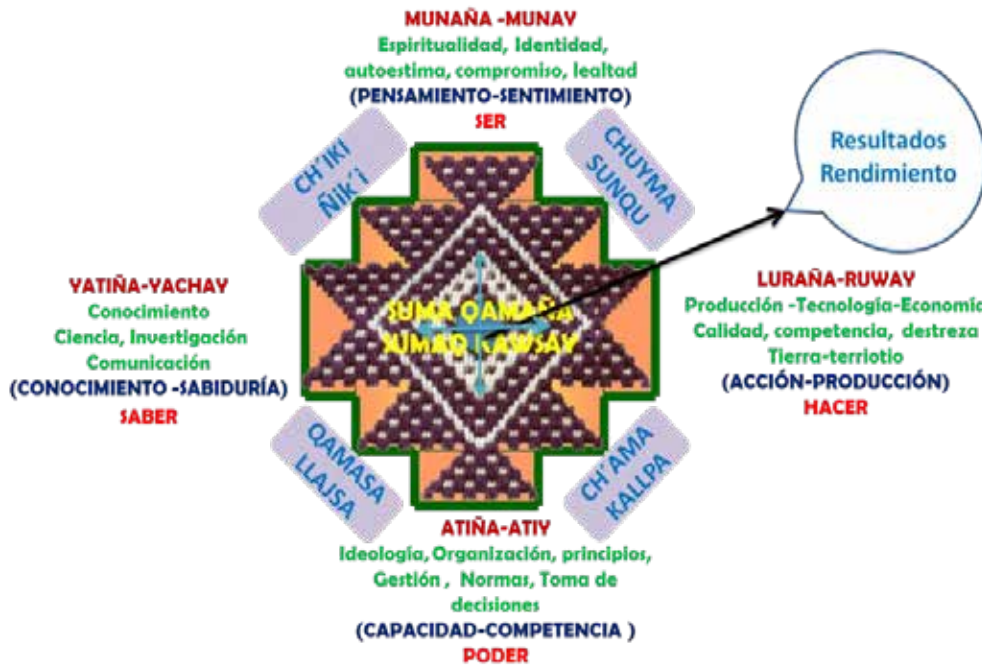 MUNAÑA -MUNAY
Espiritualidad, Identidad,
autoestima, compromiso, lealtad
(PENSAMIENTO-SENTIMIENTO)
SER
CH´IKI
Ñik´i
CHUYMA
SUNQU
Resultados
Rendimiento
YATIÑA-YACHAY
Conocimiento
Ciencia, Investigación
Comunicación
(CONOCIMIENTO -SABIDURÍA)
SABER
SUMA QAMAÑA
XUMAQ KAWSAY
LURAÑA-RUWAY
Producción -Tecnología-Economía
Calidad, competencia, destreza
Tierra-terriotio
(ACCIÓN-PRODUCCIÓN)
HACER
QAMASA
LLAJSA
CH´AMA
KALLPA
ATIÑA-ATIY
Ideología, Organización, principios,
Gestión , Normas, Toma de
decisiones
(CAPACIDAD-COMPETENCIA )
PODER